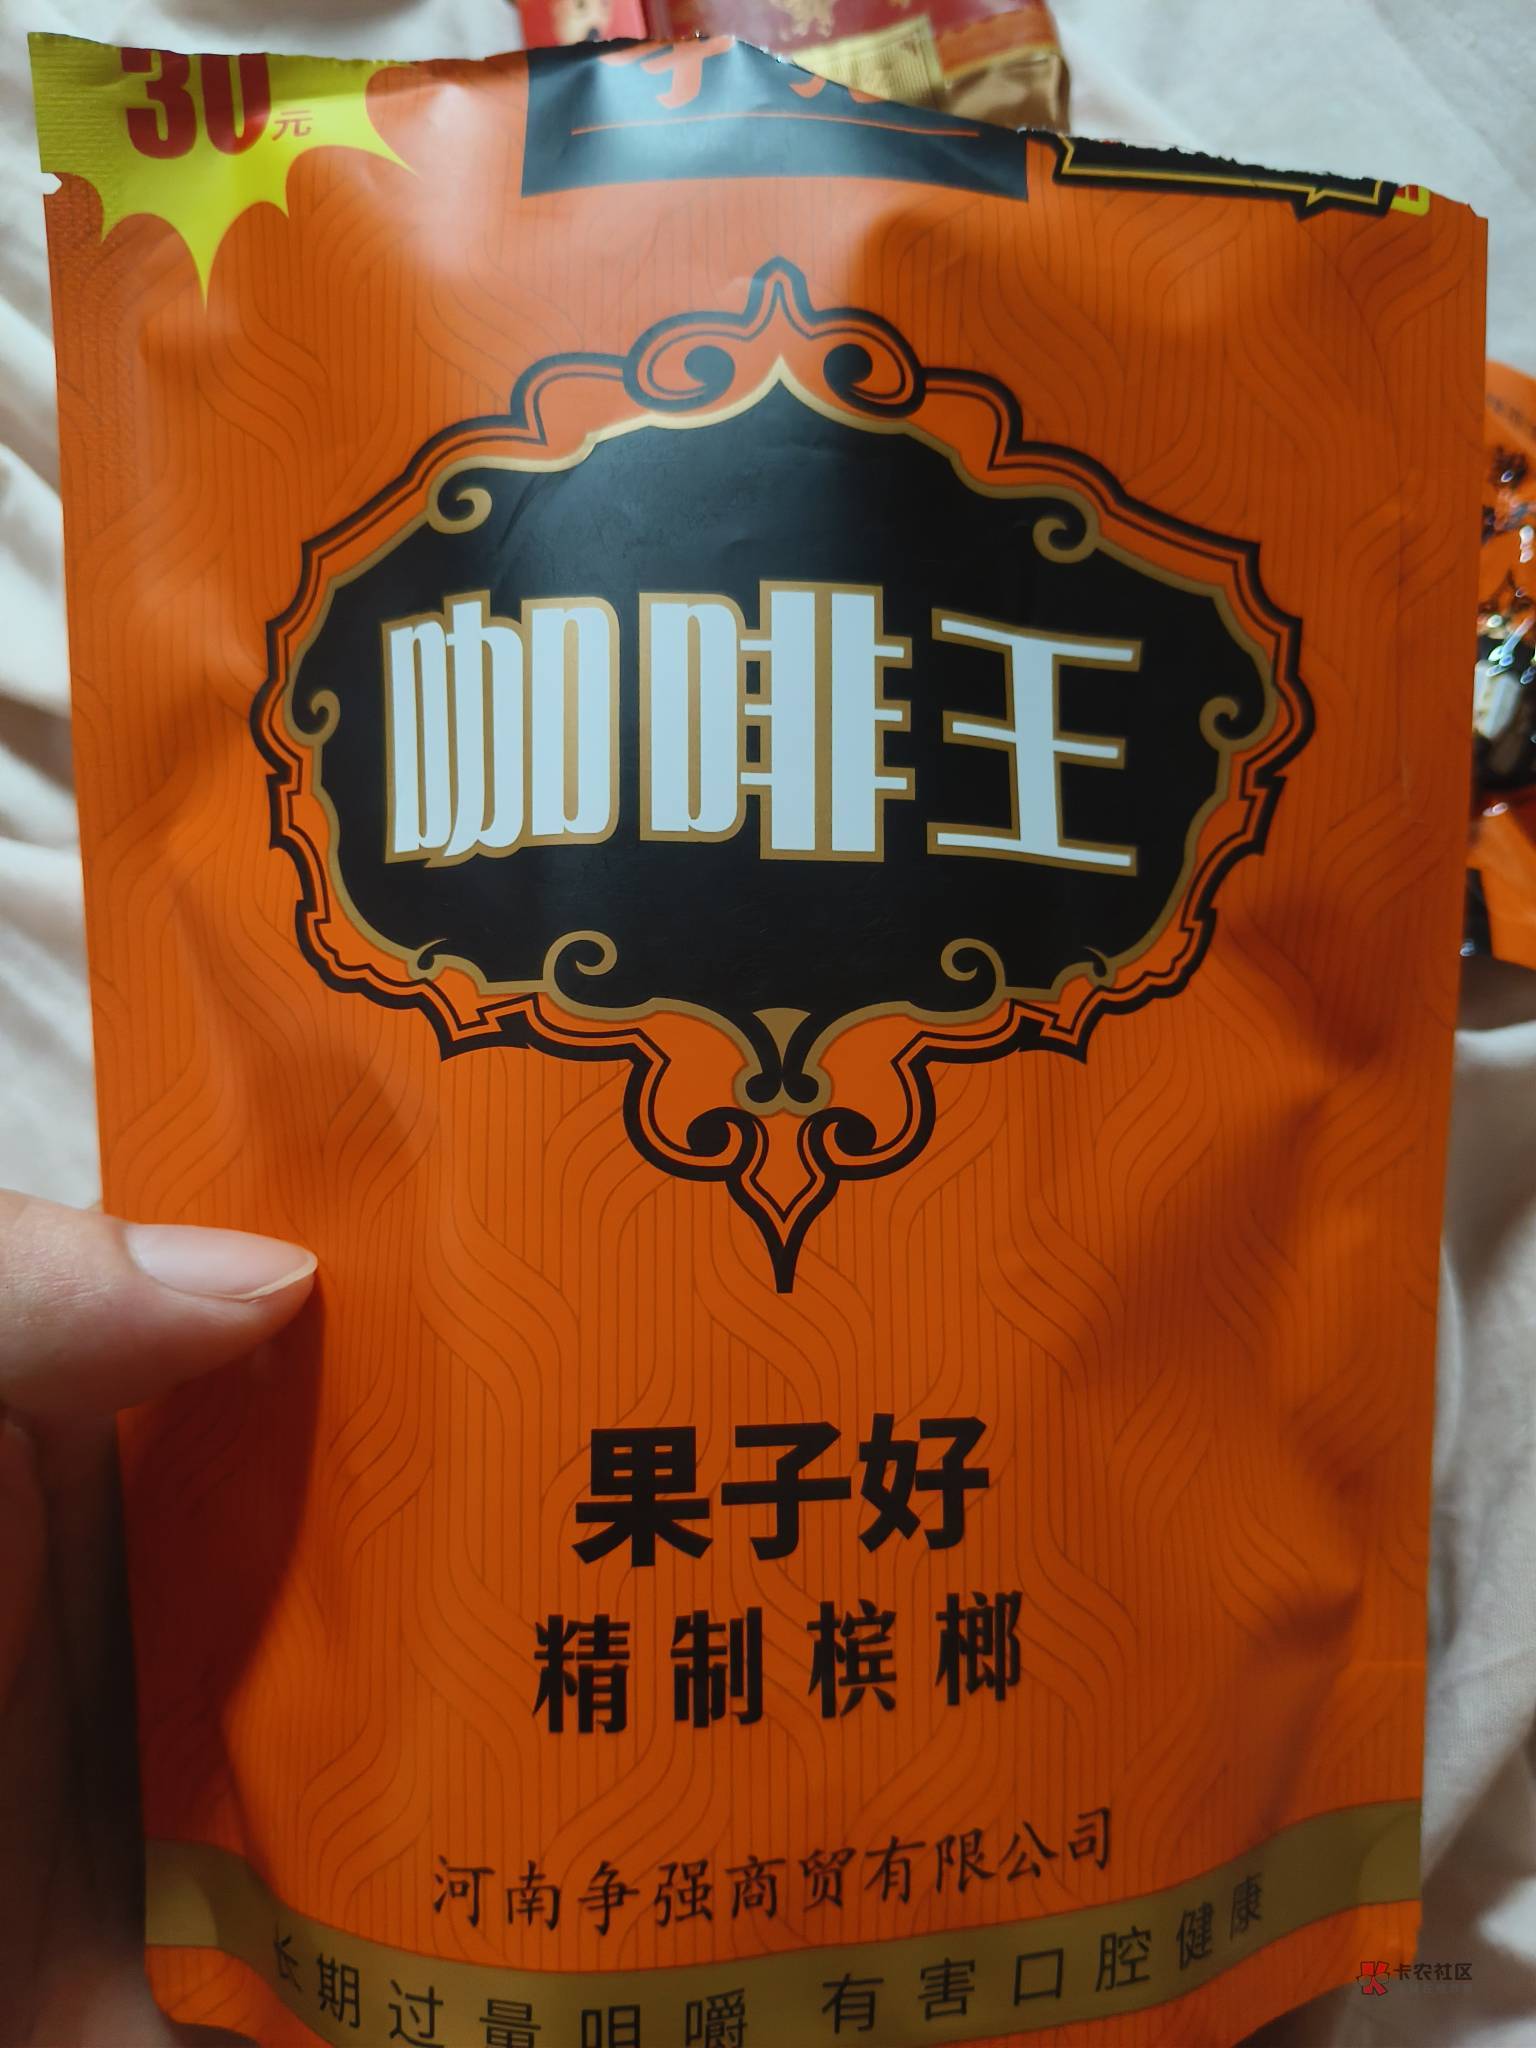 30元
咖啡王
果子好
精制槟榔
河南争强商贸有限公司
长期过量咀嚼 有害口腔健康
卡农社区